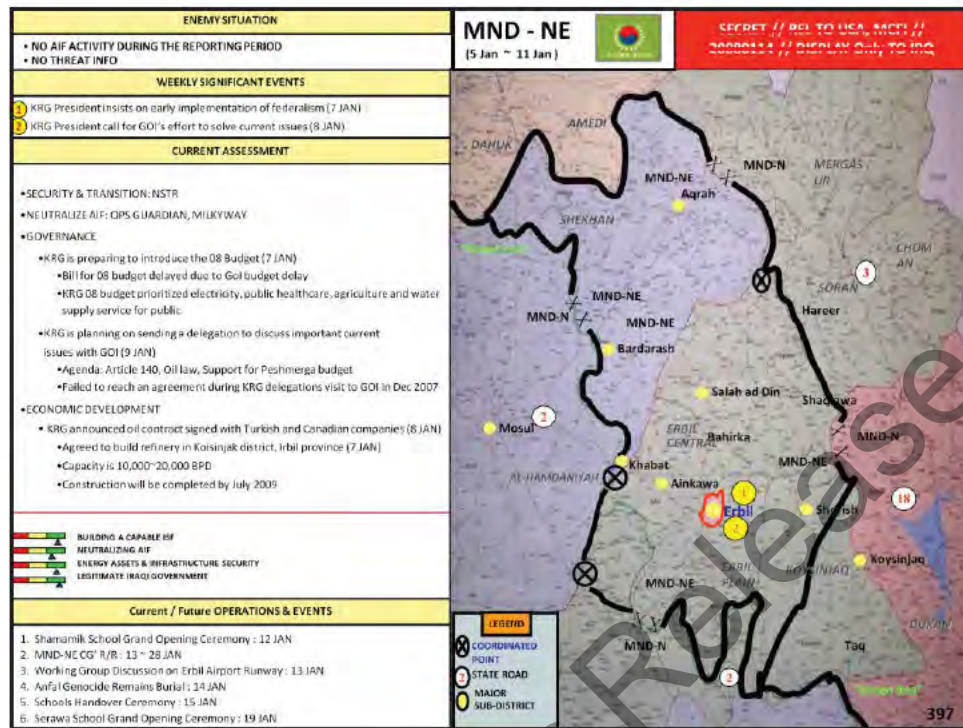 ENEMY SITUATION
• NO AIF ACTIVITY DURING THE REPORTING PERIOD
• NO THREAT INFO
WEEKLY SIGNIFICANT EVENTS
1 KRG President insists on early implementation of federalism (7 JAN)
2 KRG President call for GOI's effort to solve current issues (8 JAN)
CURRENT ASSESSMENT
•SECURITY & TRANSITION: NSTR
•NEUTRALIZE AIF: OPS GUARDIAN, MILKYWAY
•GOVERNANCE
•KRG is preparing to introduce the 08 Budget (7 JAN)
•Bill for 08 budget delayed due to GoI budget delay
•KRG 08 budget prioritized electricity, public healthcare, agriculture and water
supply service for public
•KRG is planning on sending a delegation to discuss important current
issues with GOI (9 JAN)
•Agenda: Article 140, Oil law, Support for Peshmerga budget
•Failed to reach an agreement during KRG delegations visit to GOI in Dec 2007
•ECONOMIC DEVELOPMENT
• KRG announced oil contract signed with Turkish and Canadian companies (8 JAN)
•Agreed to build refinery in Koisinjak district, Irbil province (7 JAN)
•Capacity is 10,000~20,000 BPD
•Construction will be completed by July 2009
BUILDING A CAPABLE ISF
NEUTRALIZING AIF
ENERGY ASSETS & INFRASTRUCTURE SECURITY
LEGITIMATE IRAQI GOVERNMENT
Current / Future OPERATIONS & EVENTS
1. Shamamik School Grand Opening Ceremony : 12 JAN
2. MND-NE CG' R/R : 13 ~ 28 JAN
3. Working Group Discussion on Erbil Airport Runway : 13 JAN
4. Anfal Genocide Remains Burial : 14 JAN
5. Schools Handover Ceremony : 15 JAN
6. Serawa School Grand Opening Ceremony : 19 JAN
MND - NE
(5 Jan ~ 11 Jan)
SECRET // REL TO USA, MCFI //
20080114 // DISPLAY Only TO IRQ
AMEDI
DAHUK
MND-N
MERGAS
UR
MND-NE
Aqrah
SHEKHAN
CHOM
AN
3
SORAN
MND-NE
Hareer
MND-N
MND-NE
Bardarash
Salah ad Din
Shaqlawa
2
Mosul
ERBIL
CENTRAL
Bahirka
MND-N
Khabat
MND-NE
AL-HAMDANIYAH
Ainkawa
1
18
Erbil
Shorish
2
Koysinjaq
ERBIL
PLAIN
KOYSINJAQ
MND-NE
DUKAN
MND-N
Taq
2
LEGEND
COORDINATED
POINT
2 STATE ROAD
MAJOR
SUB-DISTRICT
Release
397